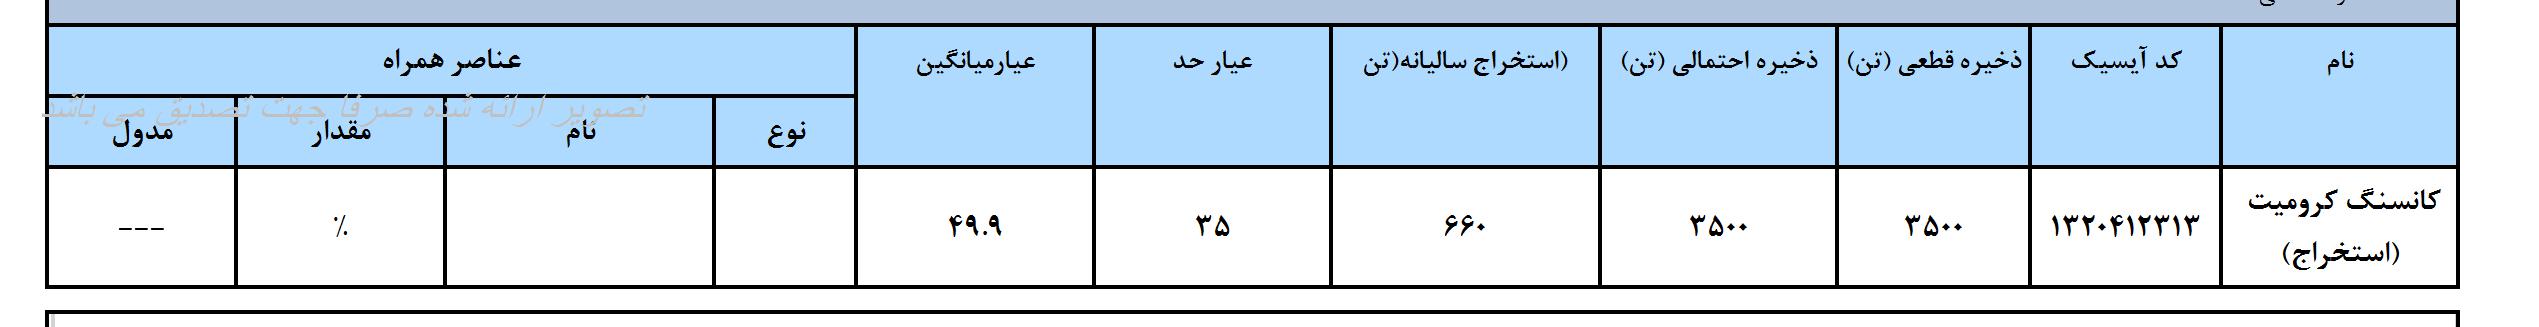 نام
کد آیسیک
ذخیره قطعی (تن)
ذخیره احتمالی (تن)
(استخراج سالیانه(تن
عیار حد
عیارمیانگین
عناصر همراه
نوع
نام
مقدار
مدول
تصویر ارائه شده صرفا جهت تصدیق می باشد
کانسنگ کرومیت
(استخراج)
۱۳۲۰۴۱۲۳۱۳
۳۵۰۰
۳۵۰۰
۶۶۰
۳۵
۴۹.۹
٪
---